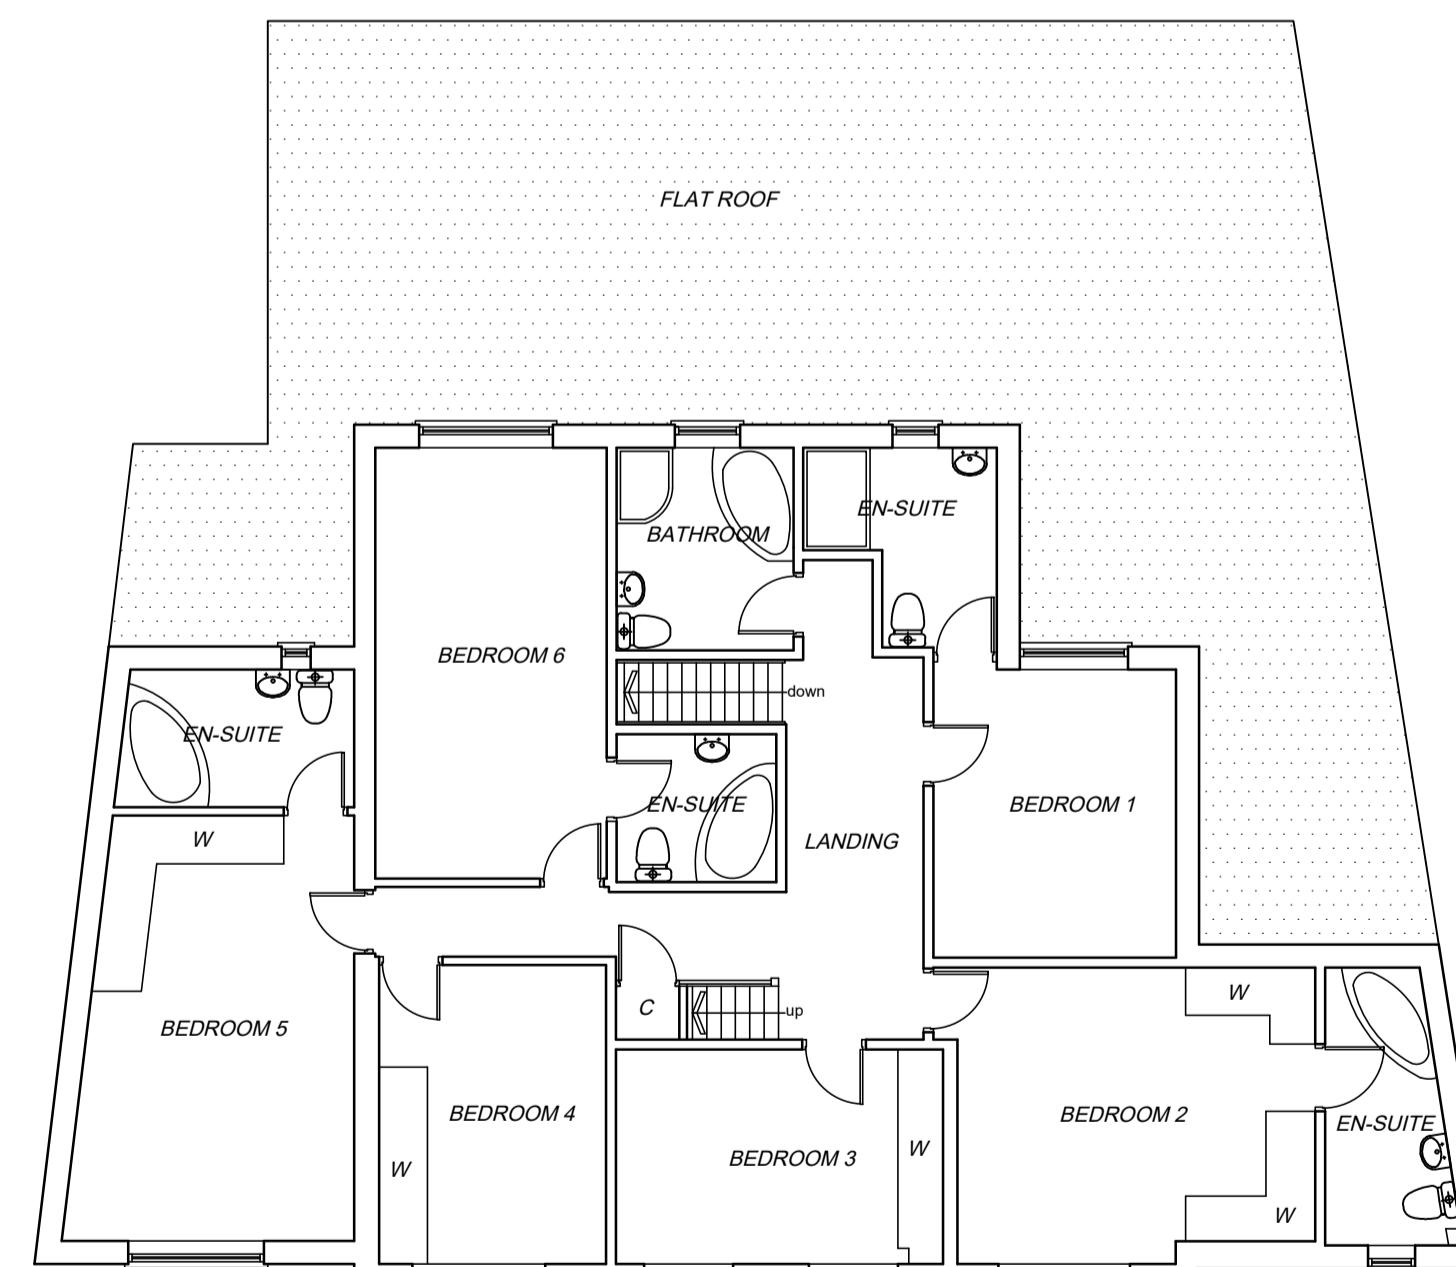 FLAT ROOF
EN-SUITE
BATHROOM
BEDROOM 6
down
EN-SUITE
EN-SUITE
BEDROOM 1
W
LANDING
C
W
up
BEDROOM 5
BEDROOM 4
BEDROOM 2
EN-SUITE
W
BEDROOM 3
W
W